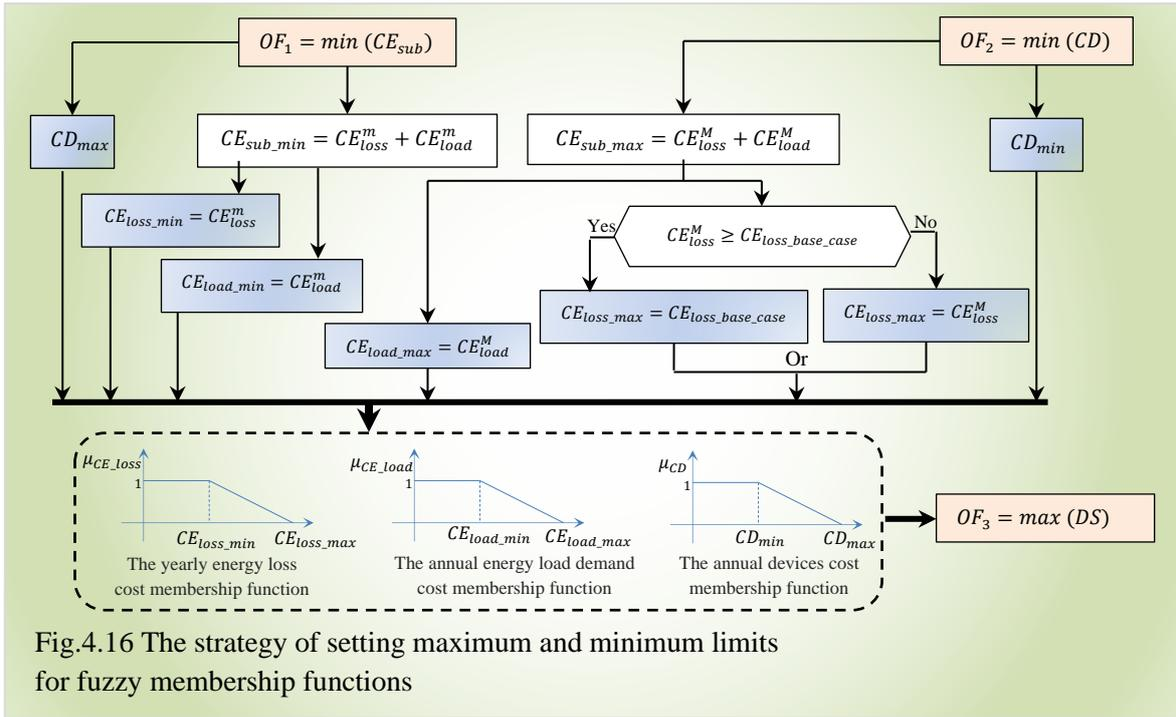 OF₁ = min (CE_sub)
OF₂ = min (CD)
CD_max
CE_sub_min = CE^m_loss + CE^m_load
CE_sub_max = CE^M_loss + CE^M_load
CD_min
CE_loss_min = CE^m_loss
Yes
CE^M_loss ≥ CE_loss_base_case
No
CE_load_min = CE^m_load
CE_loss_max = CE_loss_base_case
CE_loss_max = CE^M_loss
CE_load_max = CE^M_load
Or
μ_CE_loss
1
CE_loss_min
CE_loss_max
The yearly energy loss
cost membership function
μ_CE_load
1
CE_load_min
CE_load_max
The annual energy load demand
cost membership function
μ_CD
1
CD_min
CD_max
The annual devices cost
membership function
OF₃ = max (DS)
Fig.4.16 The strategy of setting maximum and minimum limits
for fuzzy membership functions